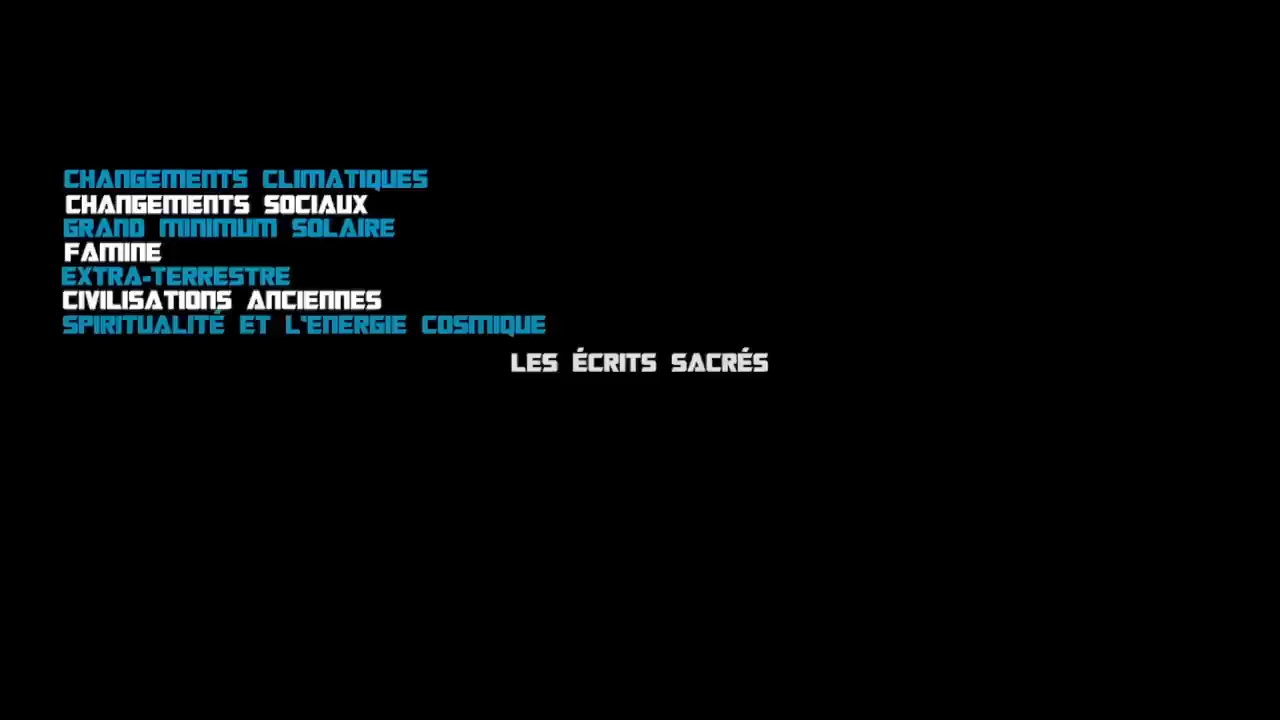 CHANGEMENTS CLIMATIQUES
CHANGEMENTS SOCIAUX
GRAND MINIMUM SOLAIRE
FAMINE
EXTRA-TERRESTRE
CIVILISATIONS ANCIENNES
SPIRITUALITÉ ET L'ENERGIE COSMIQUE
LES ÉCRITS SACRÉS